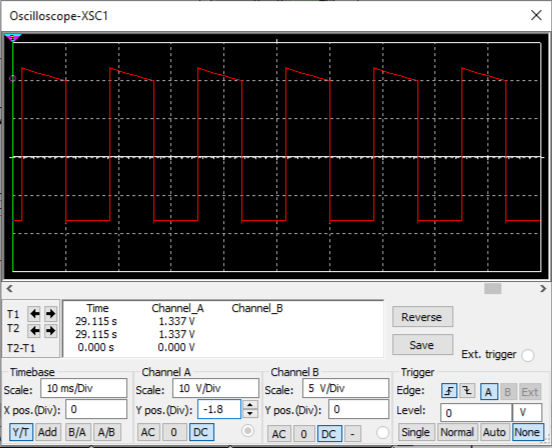 Oscilloscope-XSC1
T1
T2
T2-T1
Time Channel_A Channel_B
29.115 s 1.337 V
29.115 s 1.337 V
0.000 s 0.000 V
Reverse
Save
Ext. trigger
Timebase
Scale: 10 ms/Div
X pos.(Div): 0
Y/T Add B/A A/B
Channel A
Scale: 10 V/Div
Y pos.(Div): -1.8
AC 0 DC
Channel B
Scale: 5 V/Div
Y pos.(Div): 0
AC 0 DC -
Trigger
Edge: A B Ext
Level: 0 V
Single Normal Auto None